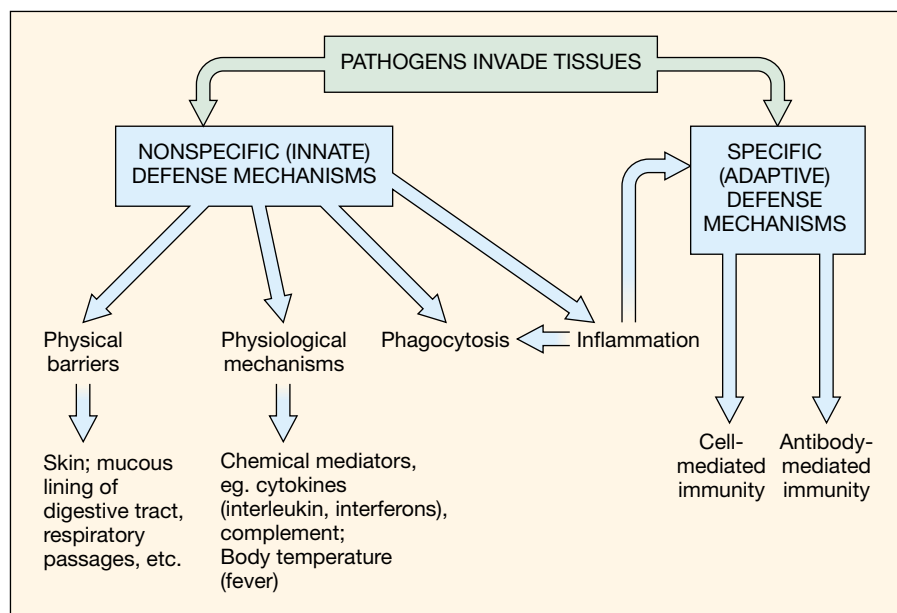 PATHOGENS INVADE TISSUES
NONSPECIFIC (INNATE)
DEFENSE MECHANISMS
SPECIFIC
(ADAPTIVE)
DEFENSE
MECHANISMS
Physical
barriers
Physiological
mechanisms
Phagocytosis
Inflammation
Skin; mucous
lining of
digestive tract,
respiratory
passages, etc.
Chemical mediators,
eg. cytokines
(interleukin, interferons),
complement;
Body temperature
(fever)
Cell-
mediated
immunity
Antibody-
mediated
immunity